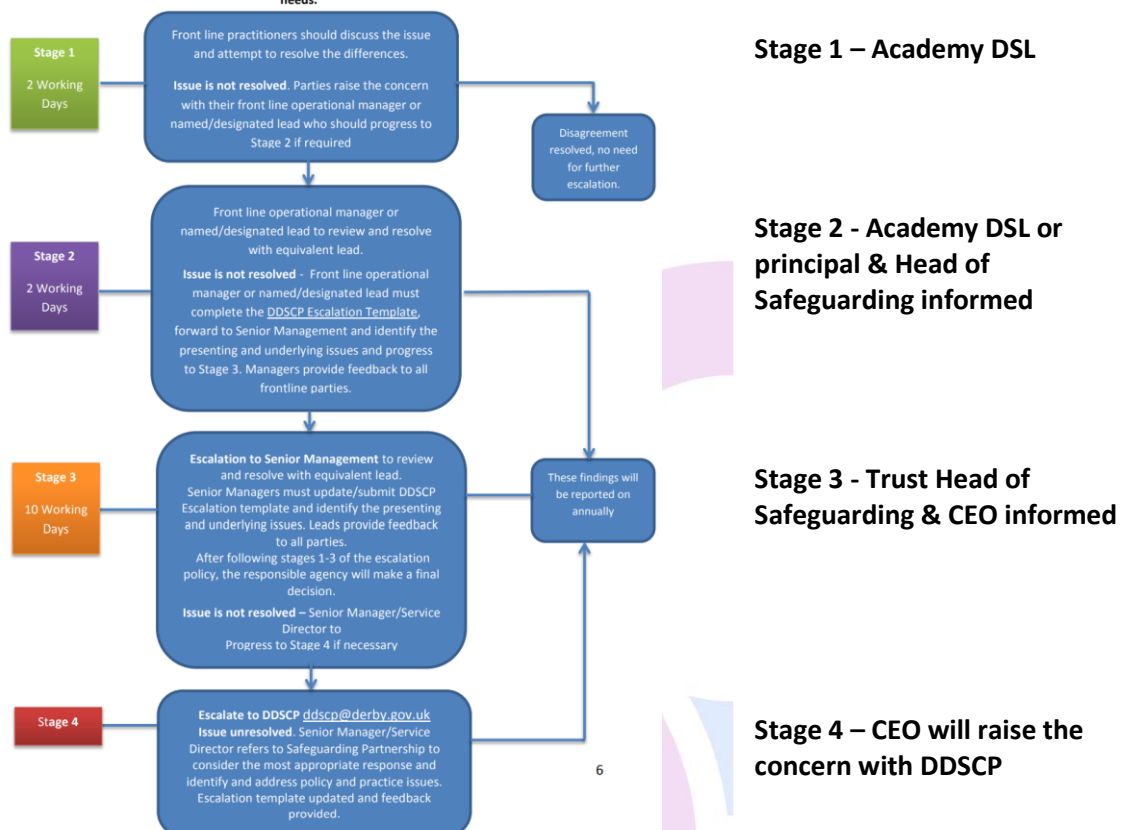 needs.
Stage 1
2 Working
Days
Front line practitioners should discuss the issue
and attempt to resolve the differences.
Issue is not resolved. Parties raise the concern
with their front line operational manager or
named/designated lead who should progress to
Stage 2 if required
Disagreement
resolved, no need
for further
escalation.
Stage 1 – Academy DSL
Stage 2
2 Working
Days
Front line operational manager or
named/designated lead to review and resolve
with equivalent lead.
Issue is not resolved - Front line operational
manager or named/designated lead must
complete the DDSCP Escalation Template,
forward to Senior Management and identify the
presenting and underlying issues and progress
to Stage 3. Managers provide feedback to all
frontline parties.
Stage 2 - Academy DSL or
principal & Head of
Safeguarding informed
Stage 3
10 Working
Days
Escalation to Senior Management to review
and resolve with equivalent lead.
Senior Managers must update/submit DDSCP
Escalation template and identify the presenting
and underlying issues. Leads provide feedback
to all parties.
After following stages 1-3 of the escalation
policy, the responsible agency will make a final
decision.
Issue is not resolved – Senior Manager/Service
Director to
Progress to Stage 4 if necessary
These findings will
be reported on
annually
Stage 3 - Trust Head of
Safeguarding & CEO informed
Stage 4
Escalate to DDSCP ddscp@derby.gov.uk
Issue unresolved. Senior Manager/Service
Director refers to Safeguarding Partnership to
consider the most appropriate response and
identify and address policy and practice issues.
Escalation template updated and feedback
provided.
6
Stage 4 – CEO will raise the
concern with DDSCP